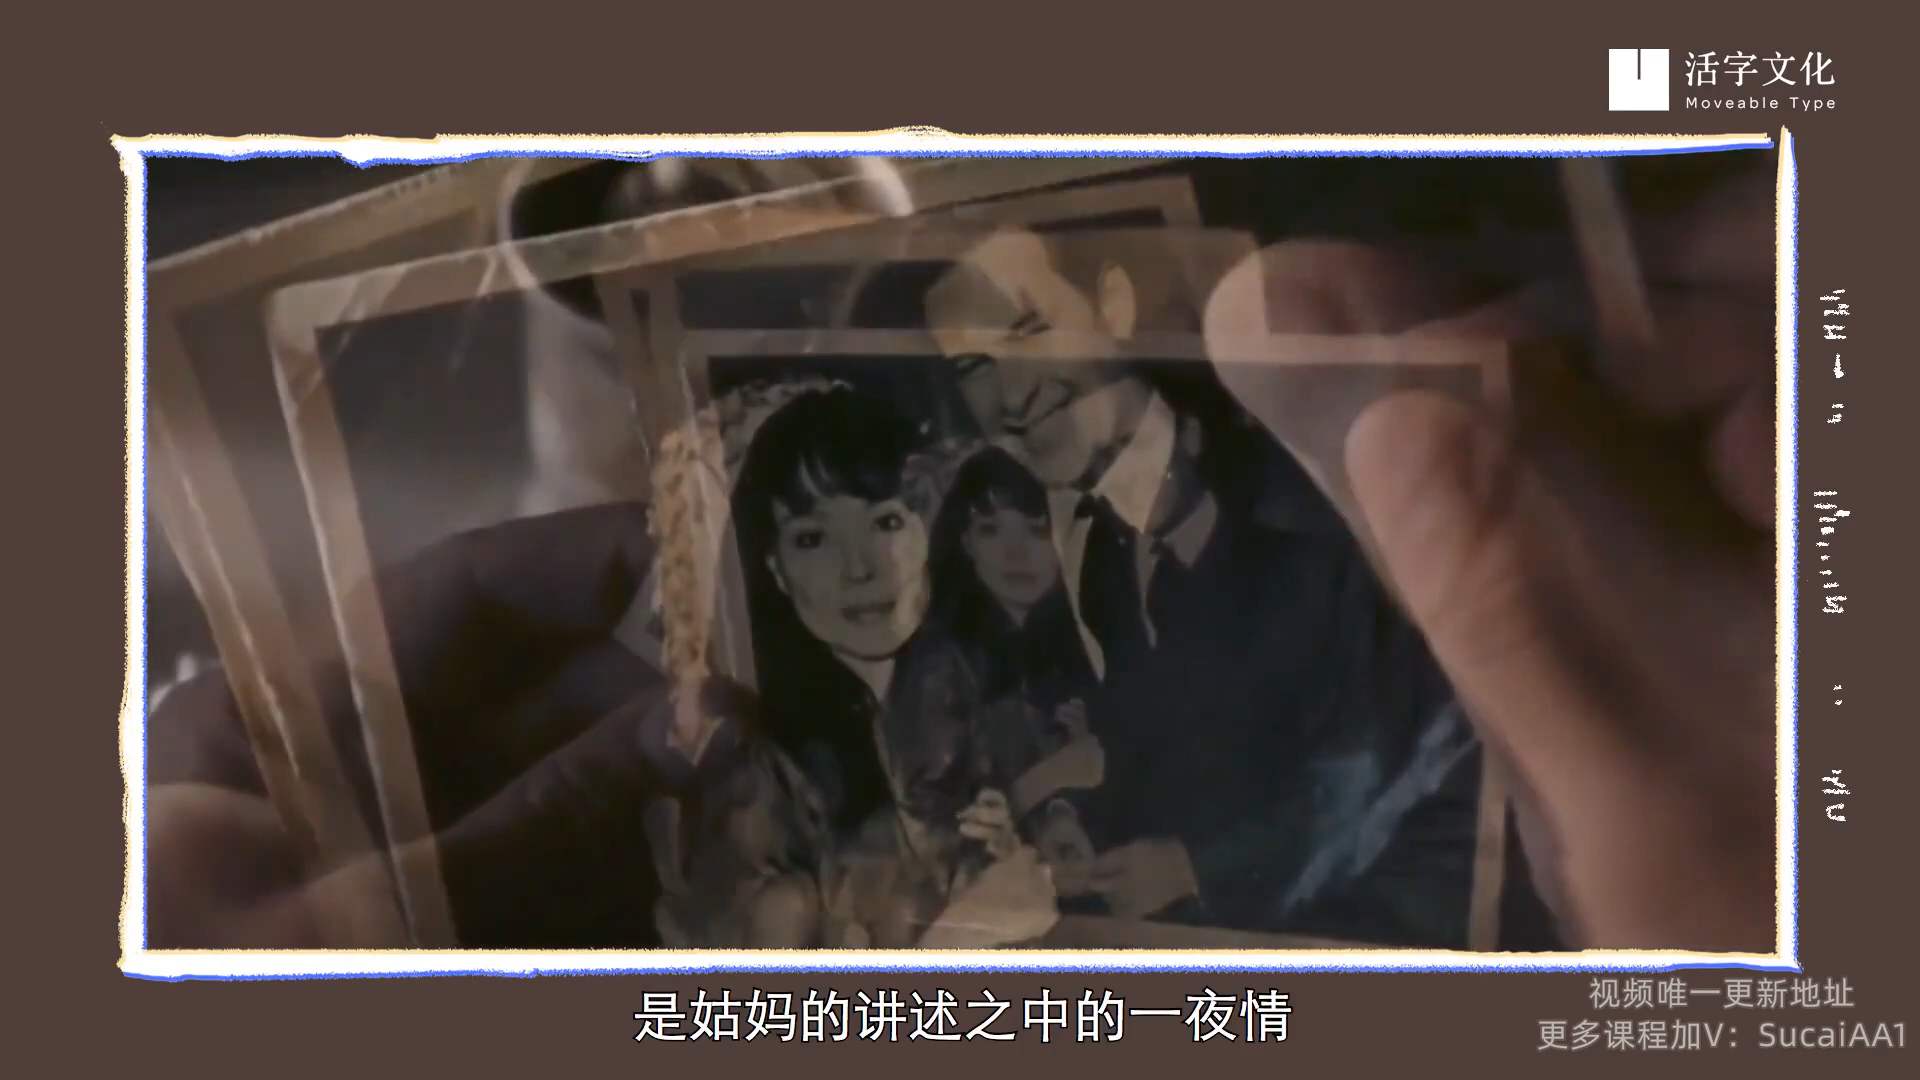 活字文化
Moveable Type
是姑妈的讲述之中的一夜情
视频唯一更新地址
更多课程加V：SucaiAA1